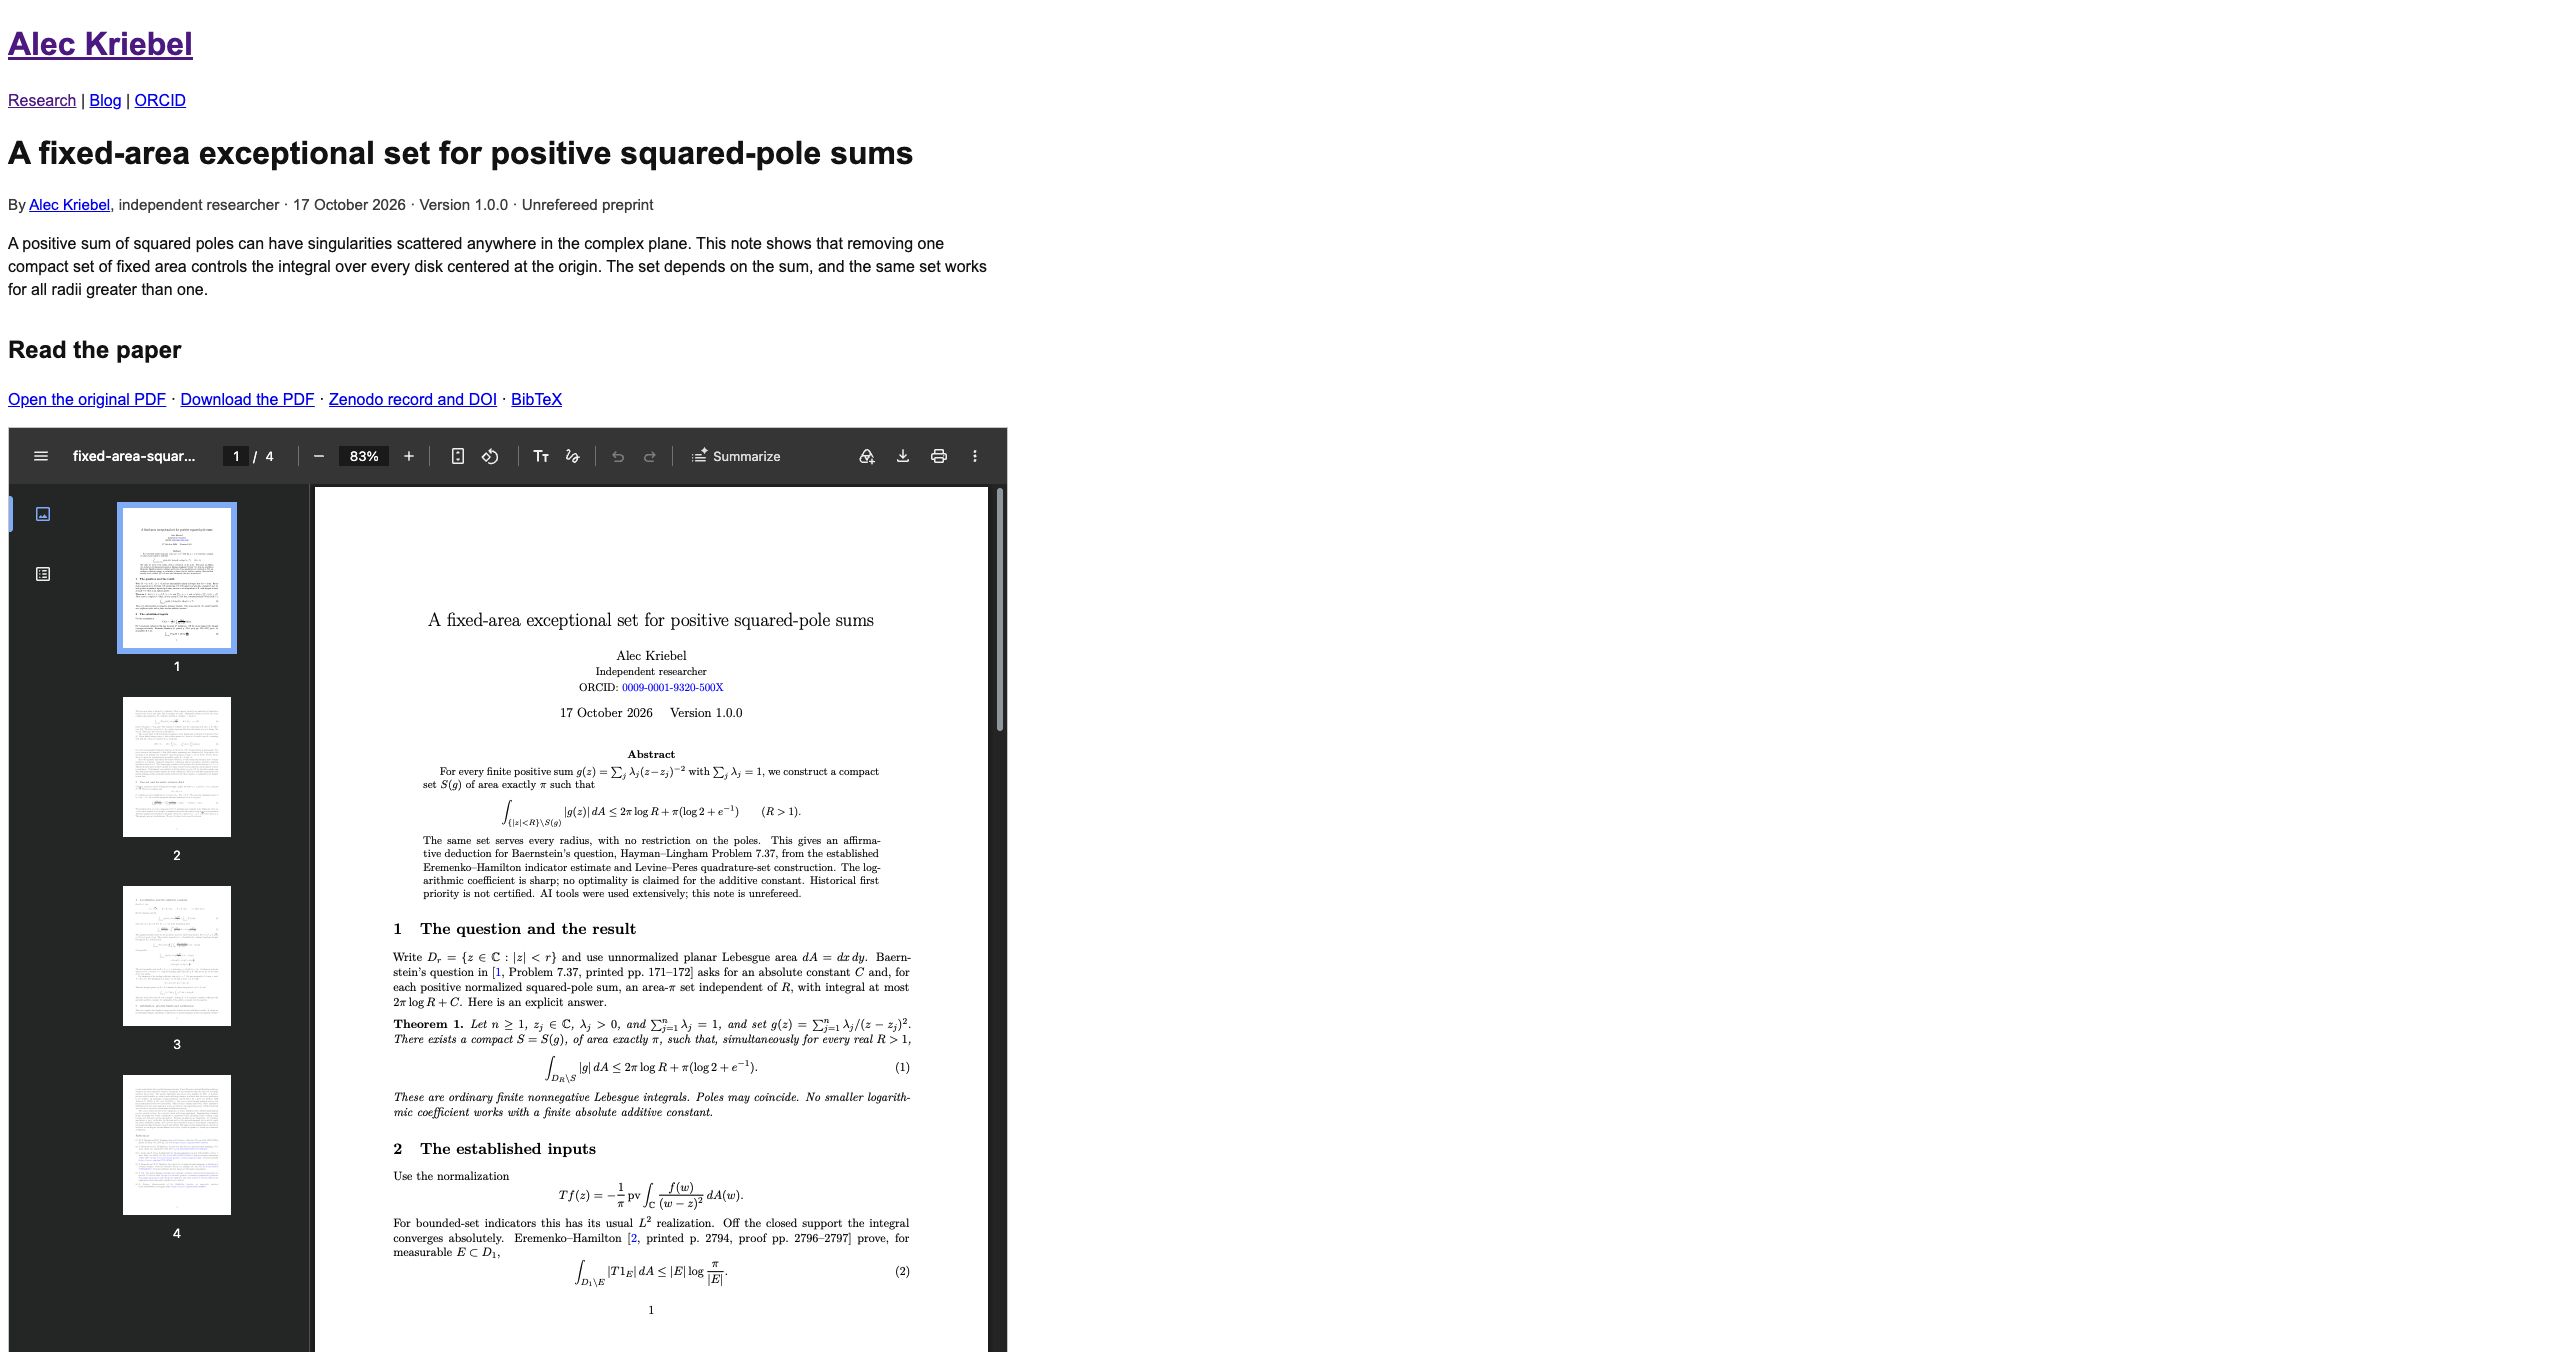 Alec Kriebel
Research | Blog | ORCID
A fixed-area exceptional set for positive squared-pole sums
By Alec Kriebel, independent researcher · 17 October 2026 · Version 1.0.0 · Unrefereed preprint
A positive sum of squared poles can have singularities scattered anywhere in the complex plane. This note shows that removing one
compact set of fixed area controls the integral over every disk centered at the origin. The set depends on the sum, and the same set works
for all radii greater than one.
Read the paper
Open the original PDF · Download the PDF · Zenodo record and DOI · BibTeX
fixed-area-squar... 1 / 4 − 83% + Summarize
1
2
3
4
A fixed-area exceptional set for positive squared-pole sums
Alec Kriebel
Independent researcher
ORCID: 0009-0001-9320-500X
17 October 2026 Version 1.0.0
Abstract
For every finite positive sum g(z) = ∑_j λ_j(z−z_j)^{−2} with ∑_j λ_j = 1, we construct a compact
set S(g) of area exactly π such that
∫_{{|z|<R}\S(g)} |g(z)| dA ≤ 2π log R + π(log 2 + e^{−1}) (R > 1).
The same set serves every radius, with no restriction on the poles. This gives an affirma-
tive deduction for Baernstein's question, Hayman–Lingham Problem 7.37, from the established
Eremenko–Hamilton indicator estimate and Levine–Peres quadrature-set construction. The log-
arithmic coefficient is sharp; no optimality is claimed for the additive constant. Historical first
priority is not certified. AI tools were used extensively; this note is unrefereed.
1 The question and the result
Write D_r = {z ∈ ℂ : |z| < r} and use unnormalized planar Lebesgue area dA = dx dy. Baern-
stein's question in [1, Problem 7.37, printed pp. 171–172] asks for an absolute constant C and, for
each positive normalized squared-pole sum, an area-π set independent of R, with integral at most
2π log R + C. Here is an explicit answer.
Theorem 1. Let n ≥ 1, z_j ∈ ℂ, λ_j > 0, and ∑_{j=1}^n λ_j = 1, and set g(z) = ∑_{j=1}^n λ_j/(z − z_j)^2.
There exists a compact S = S(g), of area exactly π, such that, simultaneously for every real R > 1,
∫_{D_R\S} |g| dA ≤ 2π log R + π(log 2 + e^{−1}). (1)
These are ordinary finite nonnegative Lebesgue integrals. Poles may coincide. No smaller logarith-
mic coefficient works with a finite absolute additive constant.
2 The established inputs
Use the normalization
Tf(z) = −1/π pv ∫_ℂ f(w)/(w − z)^2 dA(w).
For bounded-set indicators this has its usual L^2 realization. Off the closed support the integral
converges absolutely. Eremenko–Hamilton [2, printed p. 2794, proof pp. 2796–2797] prove, for
measurable E ⊂ D_1,
∫_{D_1\E} |T1_E| dA ≤ |E| log π/|E|. (2)
1